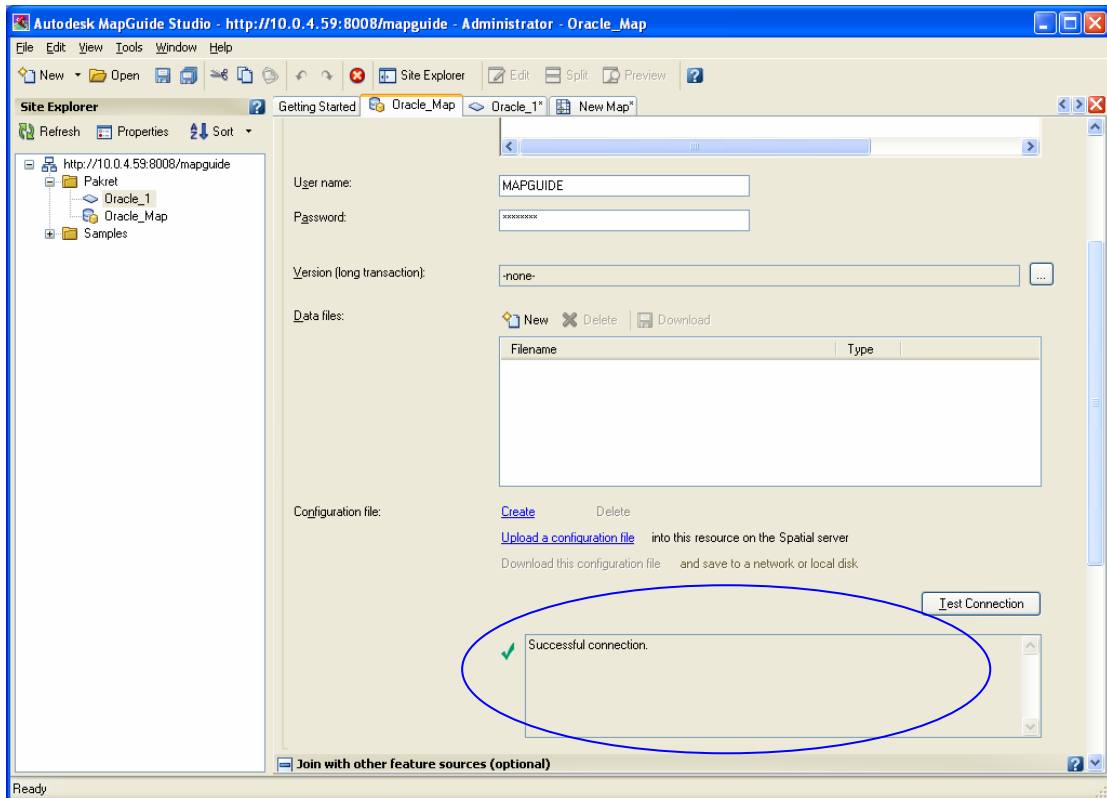 Autodesk MapGuide Studio - http://10.0.4.59:8008/mapguide - Administrator - Oracle_Map
File Edit View Tools Window Help
New Open Site Explorer Edit Split Preview
Site Explorer
Getting Started Oracle_Map Oracle_1* New Map*
Refresh Properties Sort
http://10.0.4.59:8008/mapguide
Pakret
Oracle_1
Oracle_Map
Samples
User name: MAPGUIDE
Password: xxxxxxxx
Version (long transaction): -none- ...
Data files: New Delete Download
Filename Type
Configuration file: Create Delete
Upload a configuration file into this resource on the Spatial server
Download this configuration file and save to a network or local disk
Test Connection
Successful connection.
Join with other feature sources (optional)
Ready